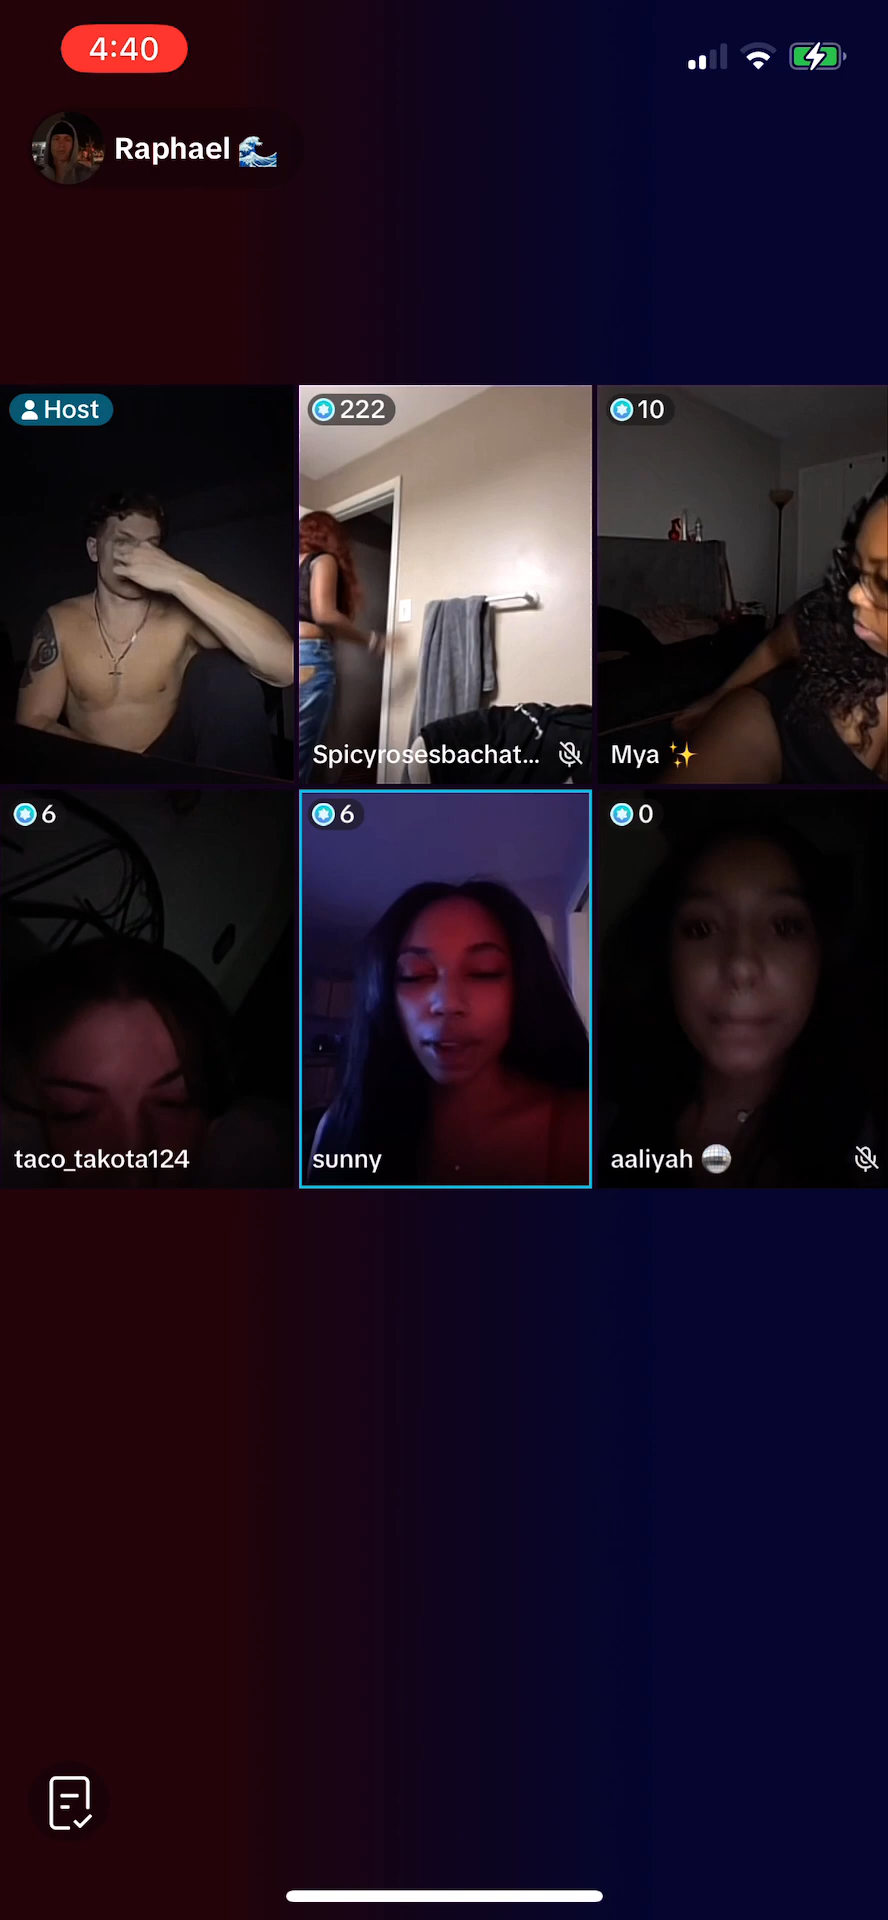 4:40
Raphael 🌊
Host
222
10
Spicyrosesbachat...
Mya ✨
6
6
0
taco_takota124
sunny
aaliyah 🪩